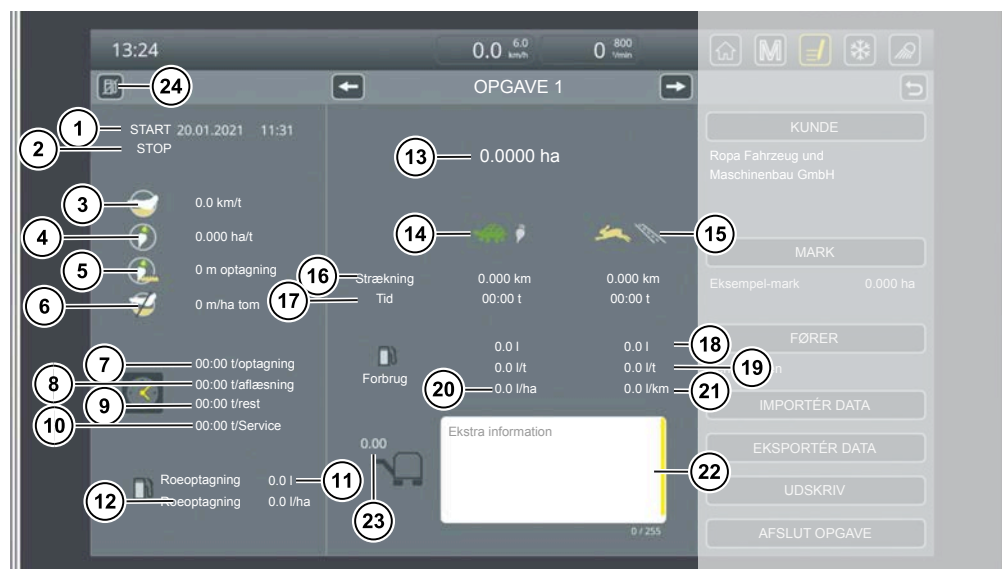 13:24
0.0 6.0 km/h
0 800 1/min
M
24
OPGAVE 1
1 START 20.01.2021 11:31
2 STOP
3 0.0 km/t
4 0.000 ha/t
5 0 m optagning
6 0 m/ha tom
7 00:00 t/optagning
8 00:00 t/aflæsning
9 00:00 t/rest
10 00:00 t/Service
Roeoptagning 0.0 l 11
12 Roeoptagning 0.0 l/ha
13 0.0000 ha
14
15
16 Strækning 0.000 km 0.000 km
17 Tid 00:00 t 00:00 t
0.0 l 0.0 l 18
Forbrug 0.0 l/t 0.0 l/t 19
20 0.0 l/ha 0.0 l/km 21
0.00
23
Ekstra information
22
0 / 255
KUNDE
Ropa Fahrzeug und
Maschinenbau GmbH
MARK
Eksempel-mark 0.000 ha
FØRER
IMPORTÉR DATA
EKSPORTÉR DATA
UDSKRIV
AFSLUT OPGAVE